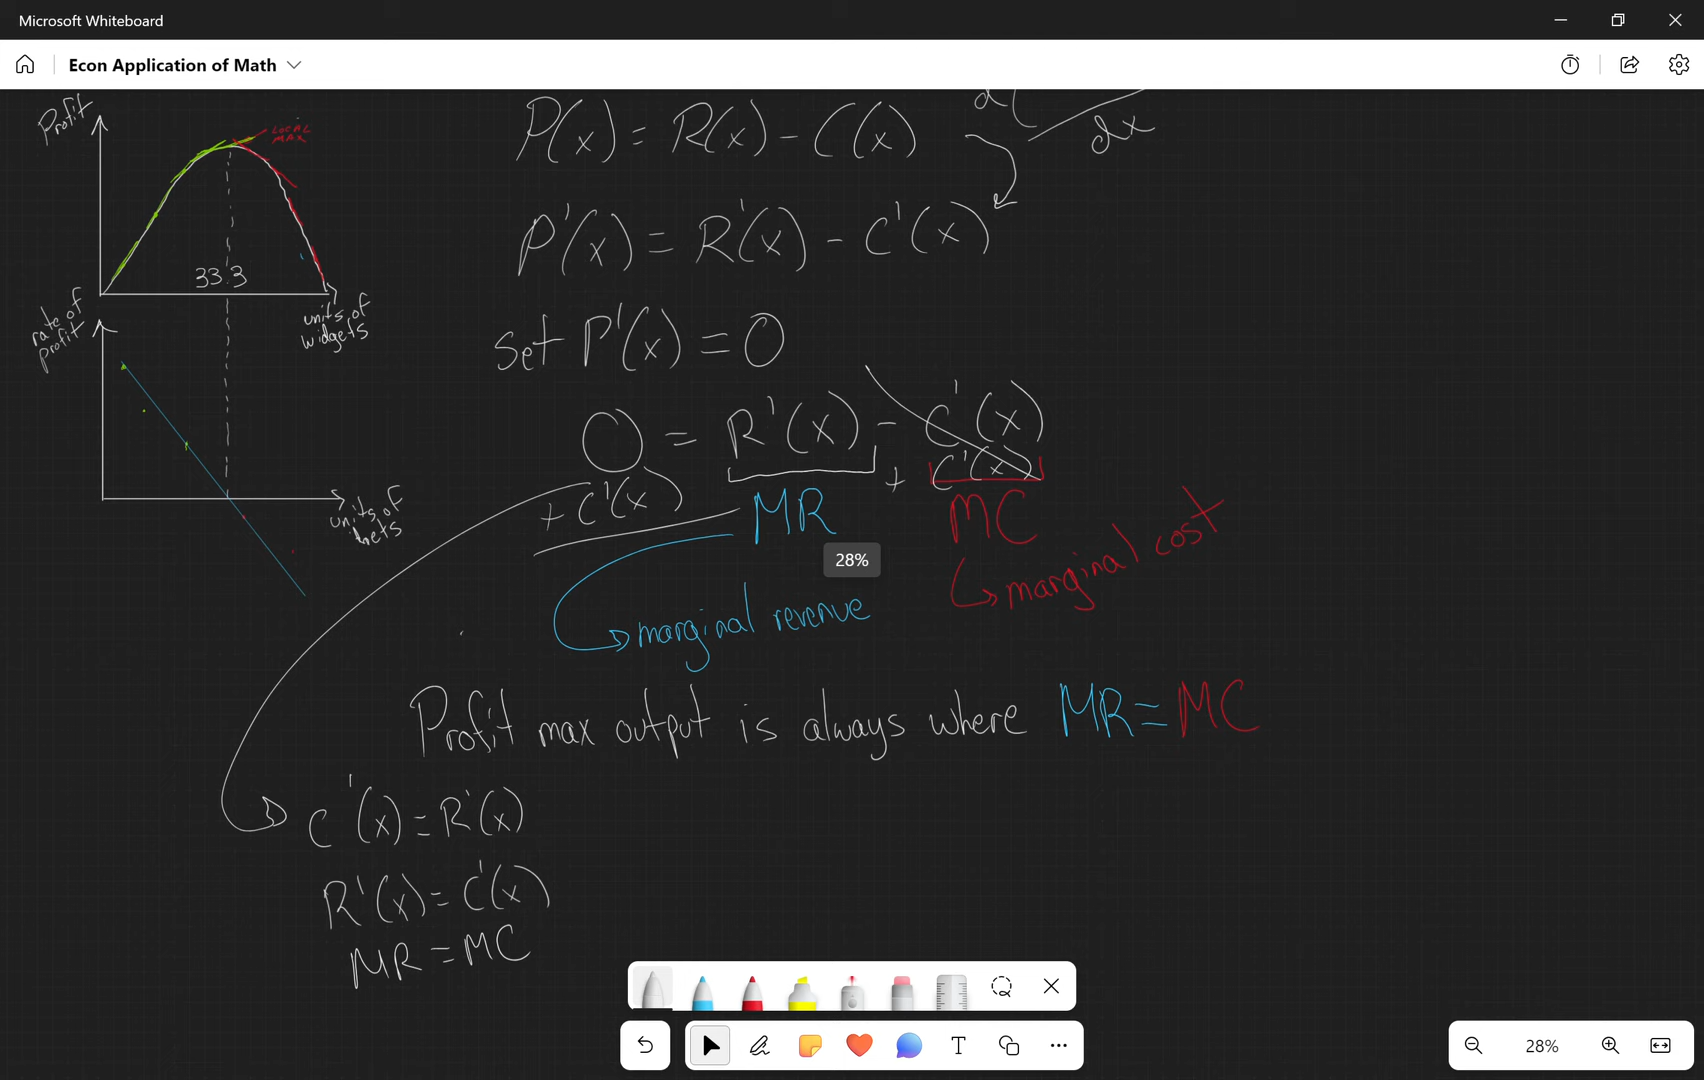 Microsoft Whiteboard
Econ Application of Math
Profit
LOCAL
MAX
33.3
units of
widgets
rate of
profit
units of
P(x) = R(x) - C(x)
d(
dx
P'(x) = R'(x) - C'(x)
Set P'(x) = 0
0 = R'(x) - C'(x)
+ C'(x) + C'(x)
MR MC
28%
marginal revenue
marginal cost
Profit max output is always where MR = MC
C'(x) = R'(x)
R'(x) = C'(x)
MR = MC
28%